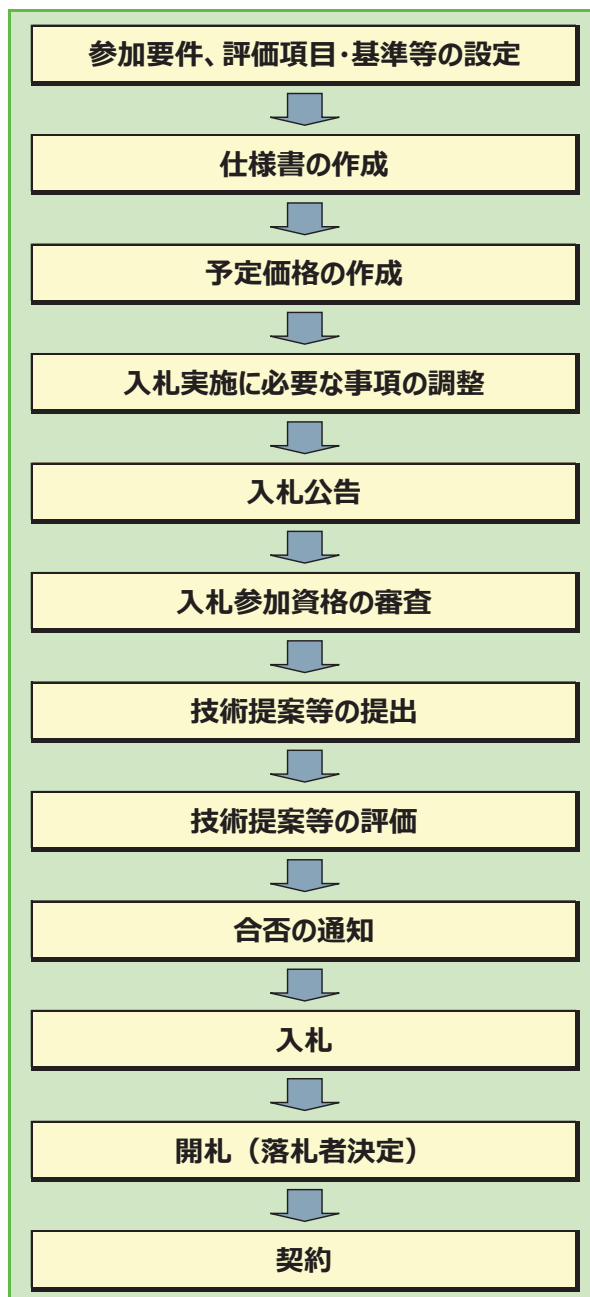 参加要件、評価項目・基準等の設定
仕様書の作成
予定価格の作成
入札実施に必要な事項の調整
入札公告
入札参加資格の審査
技術提案等の提出
技術提案等の評価
合否の通知
入札
開札（落札者決定）
契約